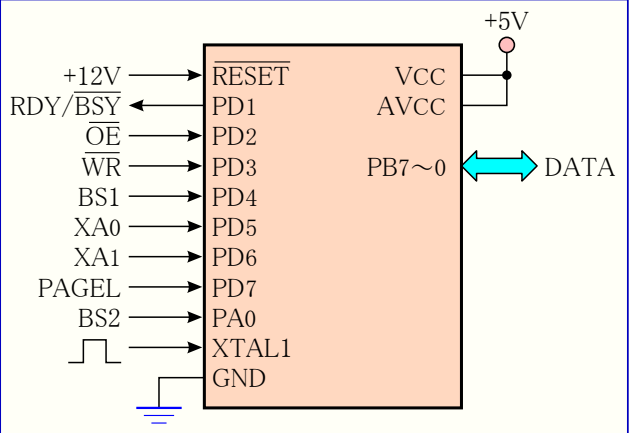 +5V
+12V RESET VCC
RDY/BSY PD1 AVCC
OE PD2
WR PD3 PB7～0 DATA
BS1 PD4
XA0 PD5
XA1 PD6
PAGEL PD7
BS2 PA0
XTAL1
GND